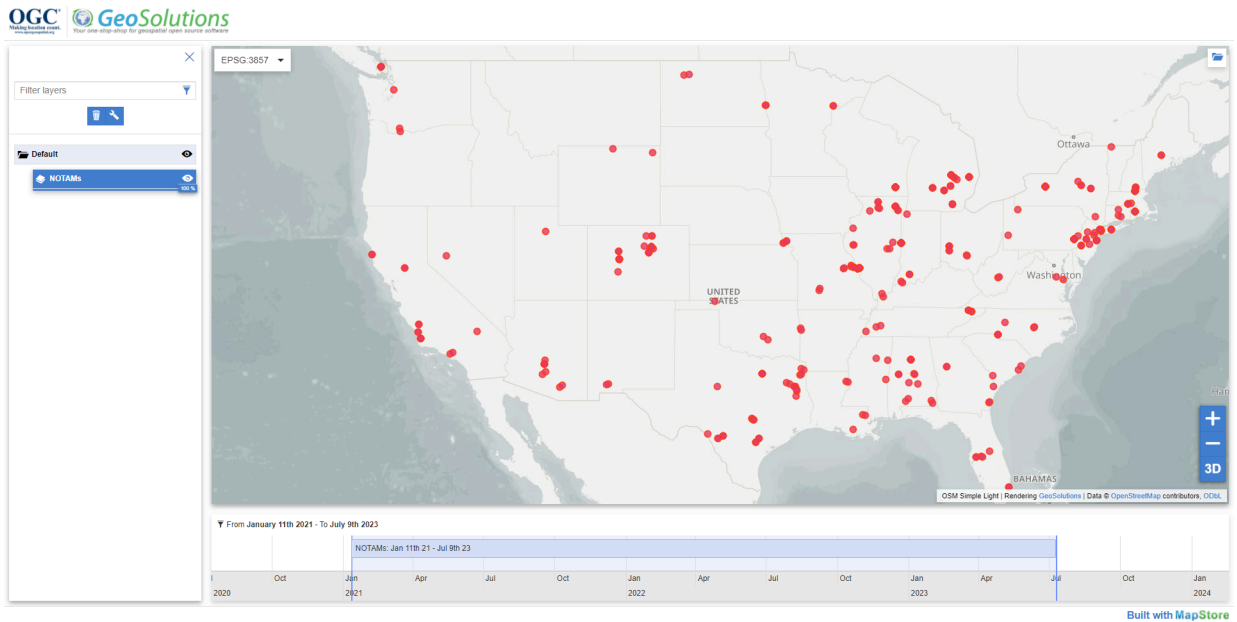 OGC
Making location count.
www.opengeospatial.org
GeoSolutions
Your one-stop-shop for geospatial open source software
EPSG:3857
Filter layers
Default
NOTAMs
100 %
Ottawa
Washington
UNITED
STATES
BAHAMAS
3D
OSM Simple Light | Rendering GeoSolutions | Data © OpenStreetMap contributors, ODbL
From January 11th 2021 - To July 9th 2023
NOTAMs: Jan 11th 21 - Jul 9th 23
Oct Jan Apr Jul Oct Jan Apr Jul Oct Jan Apr Jul Oct Jan
2020 2021 2022 2023 2024
Built with MapStore